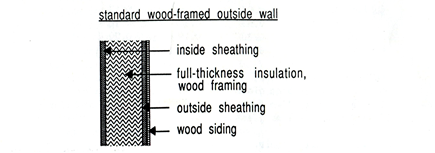 standard wood-framed outside wall
inside sheathing
full-thickness insulation,
wood framing
outside sheathing
wood siding